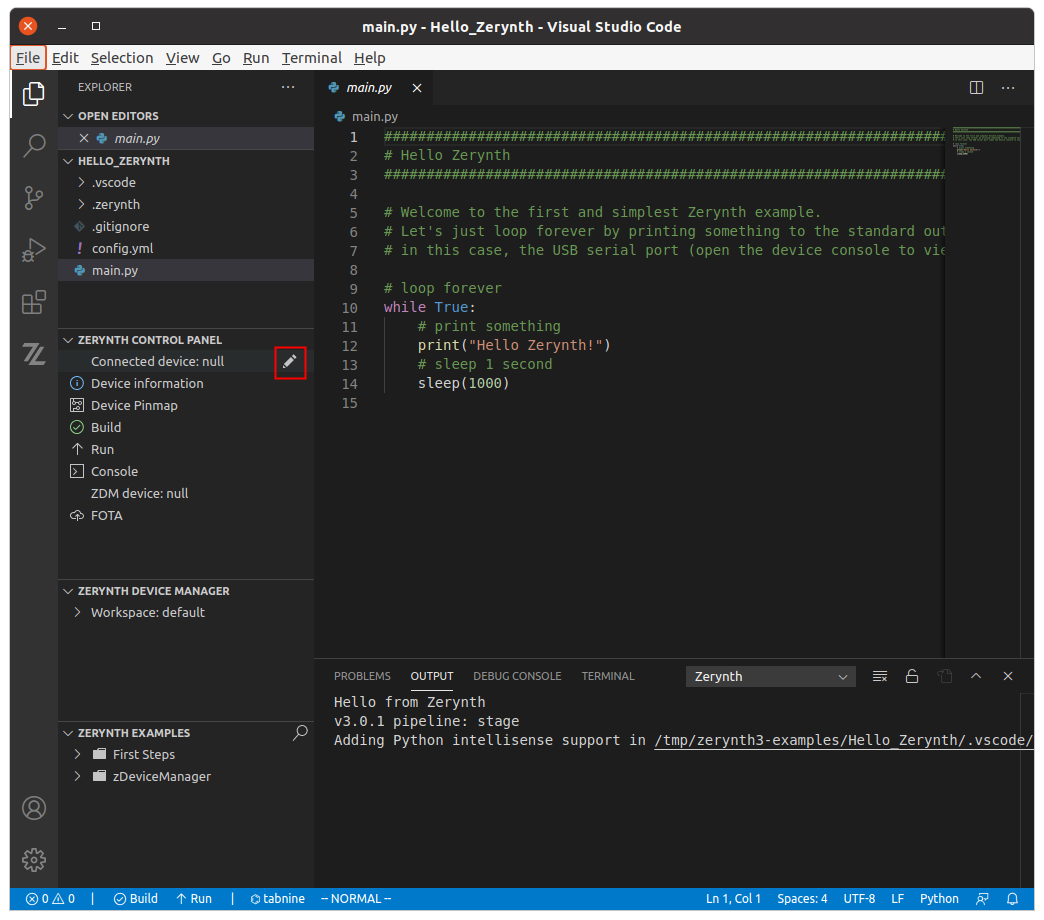 main.py - Hello_Zerynth - Visual Studio Code
File Edit Selection View Go Run Terminal Help
EXPLORER
OPEN EDITORS
main.py
HELLO_ZERYNTH
.vscode
.zerynth
.gitignore
config.yml
main.py
ZERYNTH CONTROL PANEL
Connected device: null
Device information
Device Pinmap
Build
Run
Console
ZDM device: null
FOTA
ZERYNTH DEVICE MANAGER
Workspace: default
ZERYNTH EXAMPLES
First Steps
zDeviceManager
main.py
main.py
1 ###################################################################
2 # Hello Zerynth
3 ###################################################################
4
5 # Welcome to the first and simplest Zerynth example.
6 # Let's just loop forever by printing something to the standard out
7 # in this case, the USB serial port (open the device console to vie
8
9 # loop forever
10 while True:
11 # print something
12 print("Hello Zerynth!")
13 # sleep 1 second
14 sleep(1000)
15
PROBLEMS OUTPUT DEBUG CONSOLE TERMINAL Zerynth
Hello from Zerynth
v3.0.1 pipeline: stage
Adding Python intellisense support in /tmp/zerynth3-examples/Hello_Zerynth/.vscode/
0 0 | Build Run | tabnine -- NORMAL -- Ln 1, Col 1 Spaces: 4 UTF-8 LF Python